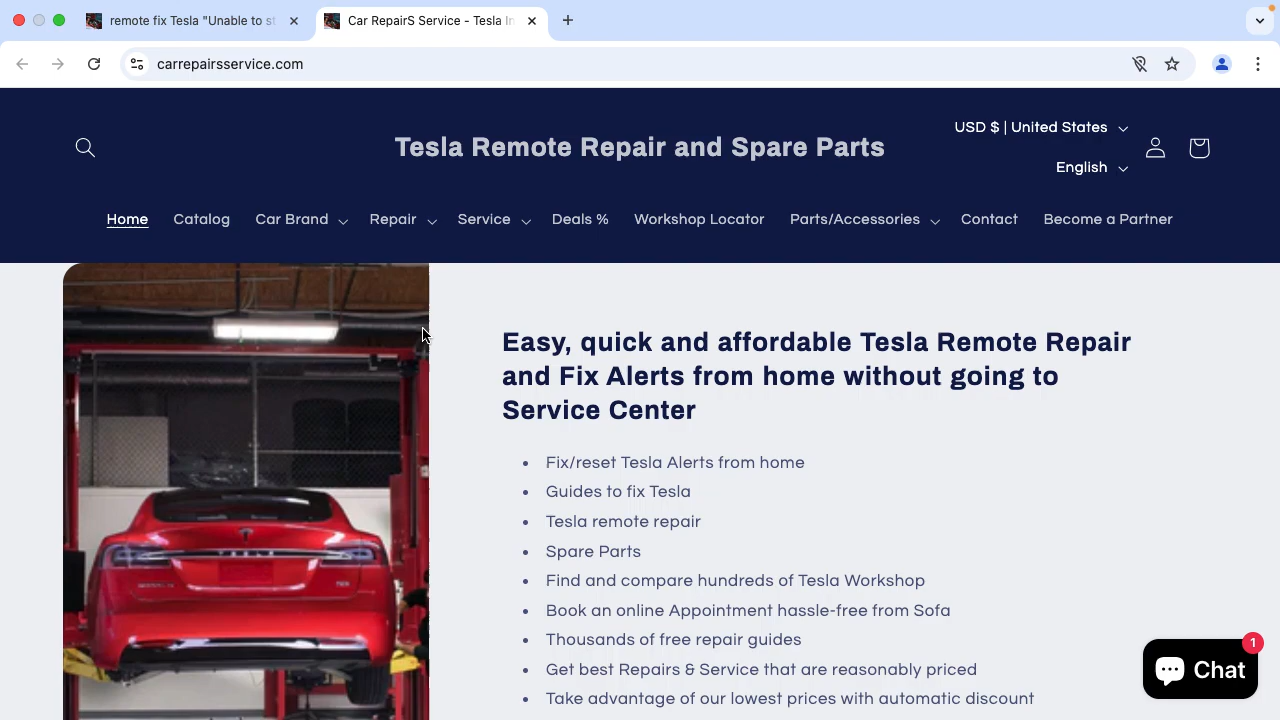 remote fix Tesla "Unable to st
Car RepairS Service - Tesla In
carrepairsservice.com
USD $ | United States
Tesla Remote Repair and Spare Parts
English
Home Catalog Car Brand Repair Service Deals % Workshop Locator Parts/Accessories Contact Become a Partner
Easy, quick and affordable Tesla Remote Repair
and Fix Alerts from home without going to
Service Center
• Fix/reset Tesla Alerts from home
• Guides to fix Tesla
• Tesla remote repair
• Spare Parts
• Find and compare hundreds of Tesla Workshop
• Book an online Appointment hassle-free from Sofa
• Thousands of free repair guides
• Get best Repairs & Service that are reasonably priced
• Take advantage of our lowest prices with automatic discount
1
Chat